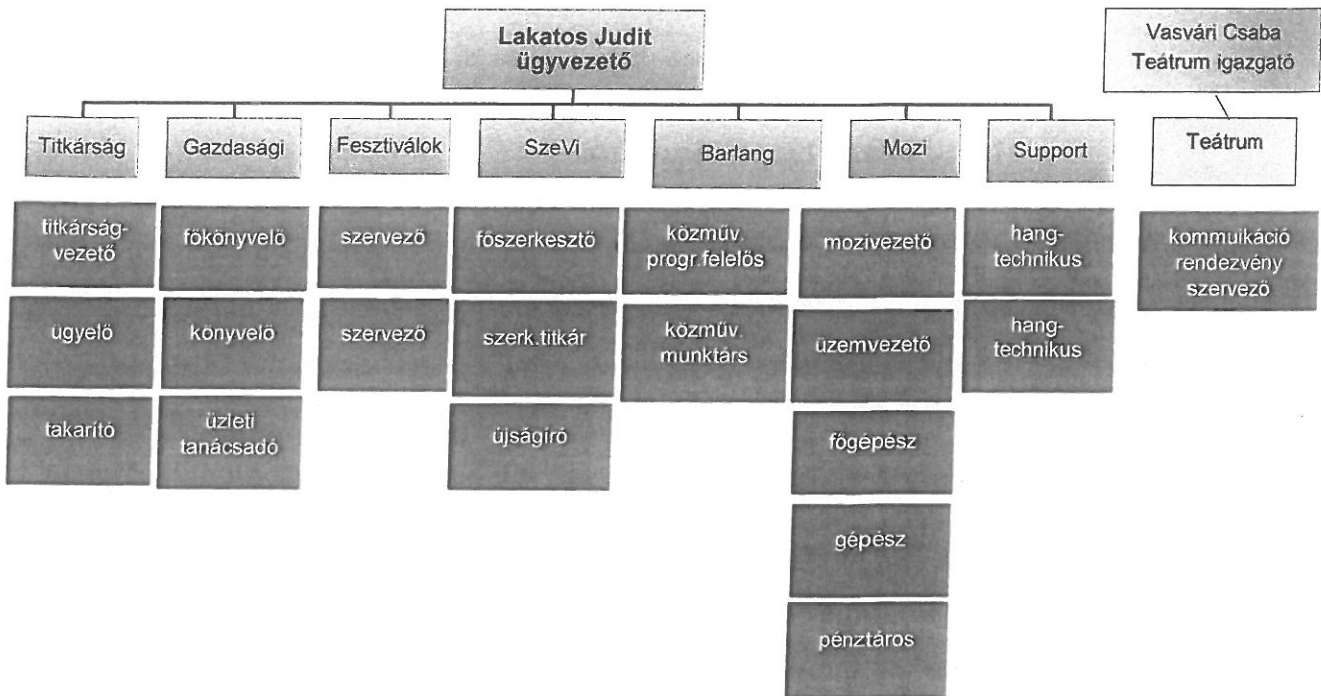 Lakatos Judit
ügyvezető
Vasvári Csaba
Teátrum igazgató
Titkárság
Gazdasági
Fesztiválok
SzeVi
Barlang
Mozi
Support
Teátrum
titkárság-
vezető
főkönyvelő
szervező
főszerkesztő
közműv.
progr.felelős
mozivezető
hang-
technikus
kommuikáció
rendezvény
szervező
ügyelő
könyvelő
szervező
szerk.titkár
közműv.
munktárs
üzemvezető
hang-
technikus
takarító
üzleti
tanácsadó
újságíró
főgépész
gépész
pénztáros